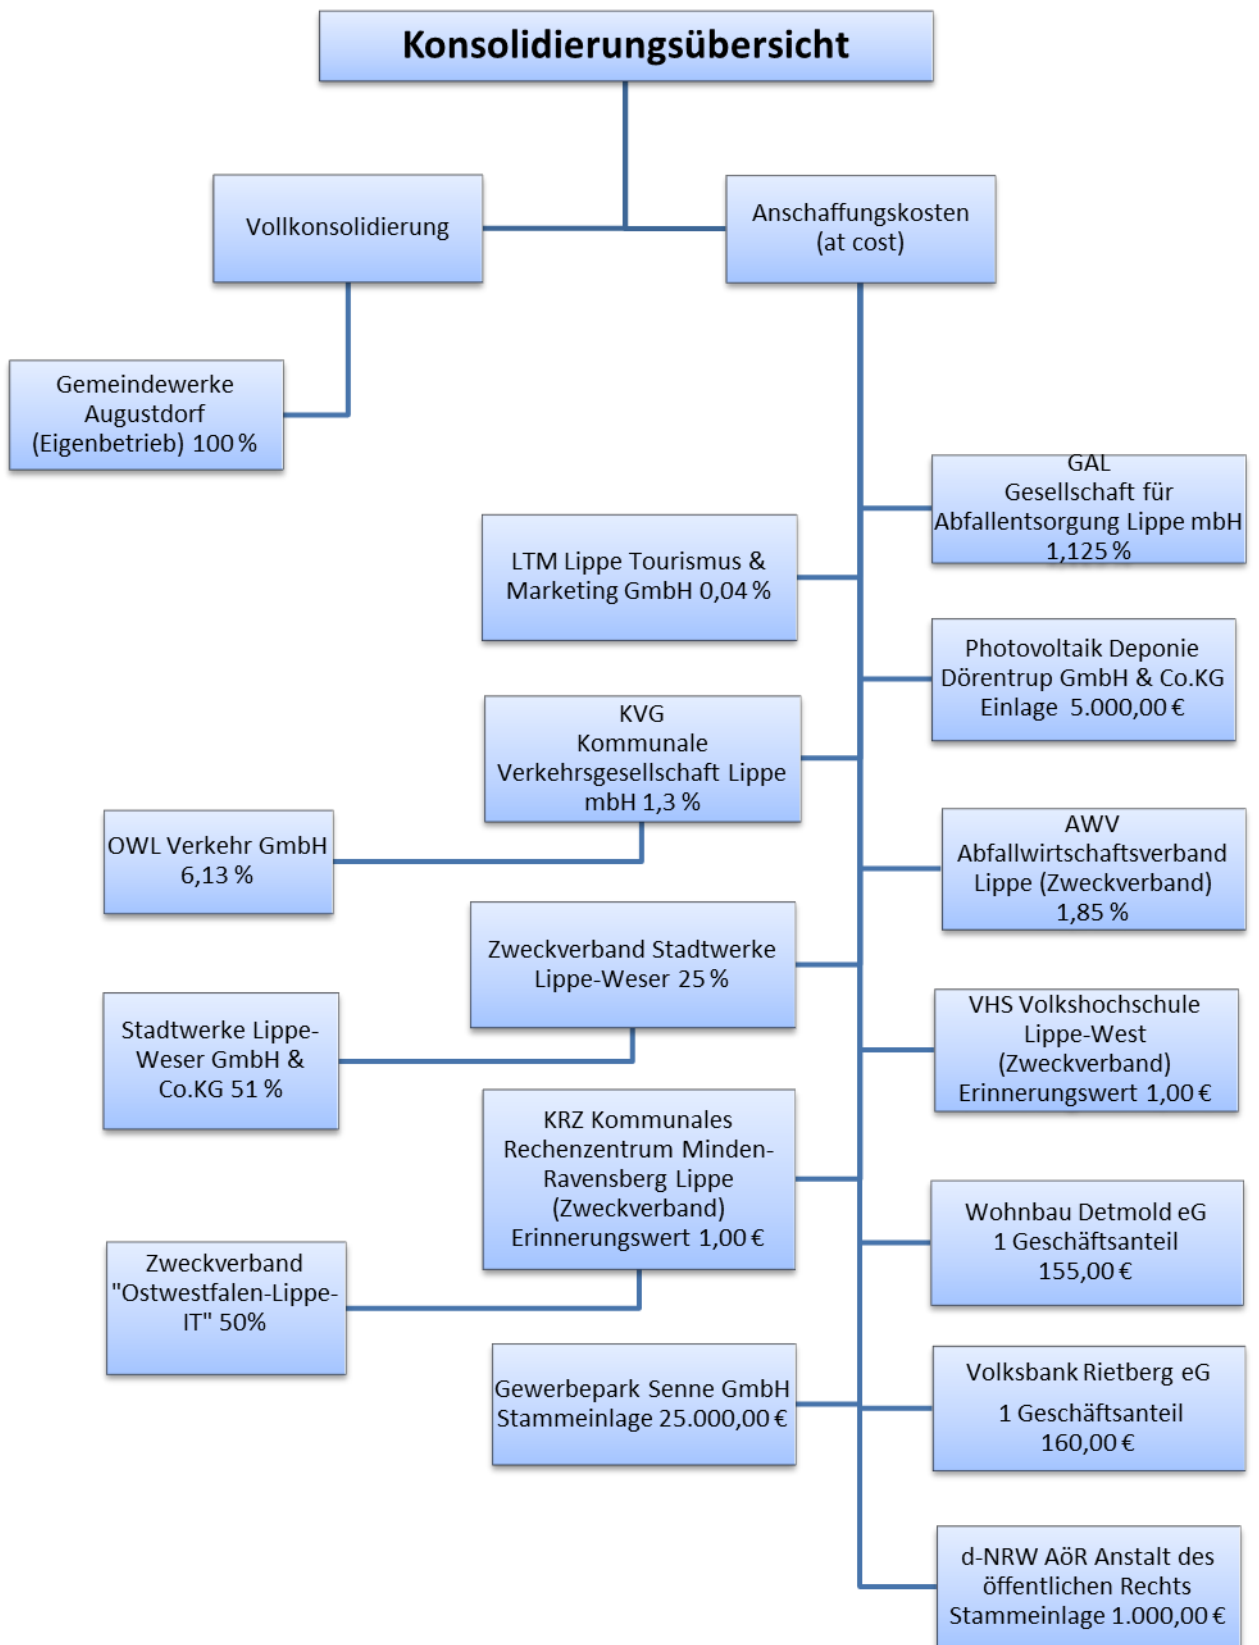 Konsolidierungsübersicht
Vollkonsolidierung
Anschaffungskosten
(at cost)
Gemeindewerke
Augustdorf
(Eigenbetrieb) 100 %
GAL
Gesellschaft für
Abfallentsorgung Lippe mbH
1,125 %
LTM Lippe Tourismus &
Marketing GmbH 0,04 %
Photovoltaik Deponie
Dörentrup GmbH & Co.KG
Einlage 5.000,00 €
KVG
Kommunale
Verkehrsgesellschaft Lippe
mbH 1,3 %
OWL Verkehr GmbH
6,13 %
AWV
Abfallwirtschaftsverband
Lippe (Zweckverband)
1,85 %
Zweckverband Stadtwerke
Lippe-Weser 25 %
Stadtwerke Lippe-
Weser GmbH &
Co.KG 51 %
VHS Volkshochschule
Lippe-West
(Zweckverband)
Erinnerungswert 1,00 €
KRZ Kommunales
Rechenzentrum Minden-
Ravensberg Lippe
(Zweckverband)
Erinnerungswert 1,00 €
Wohnbau Detmold eG
1 Geschäftsanteil
155,00 €
Zweckverband
"Ostwestfalen-Lippe-
IT" 50%
Gewerbepark Senne GmbH
Stammeinlage 25.000,00 €
Volksbank Rietberg eG
1 Geschäftsanteil
160,00 €
d-NRW AöR Anstalt des
öffentlichen Rechts
Stammeinlage 1.000,00 €